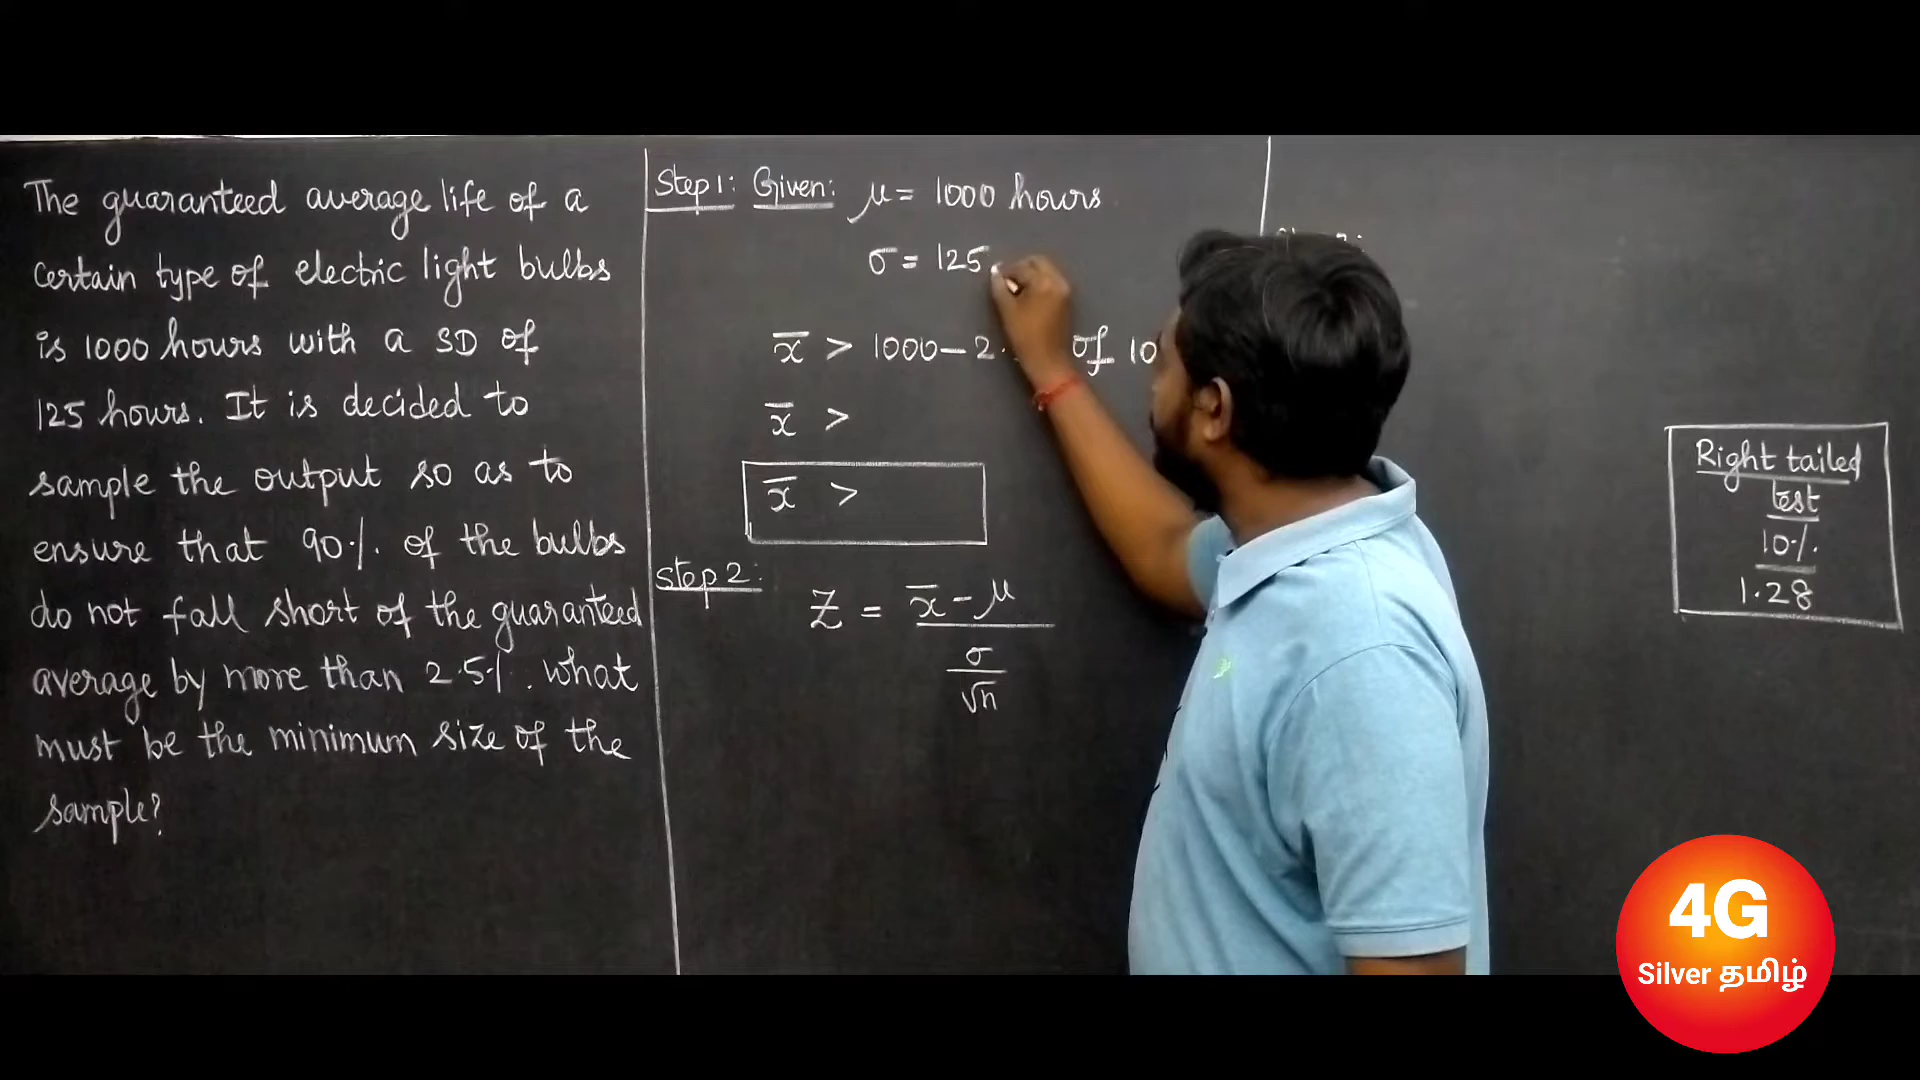 The guaranteed average life of a
certain type of electric light bulbs
is 1000 hours with a SD of
125 hours. It is decided to
sample the output so as to
ensure that 90% of the bulbs
do not fall short of the guaranteed
average by more than 2.5%. What
must be the minimum size of the
sample?
Step 1: Given: μ = 1000 hours
σ = 125
x̅ > 1000 - 2. of 10
x̅ >
x̅ >
Step 2:
Z = x̅ - μ
σ
√n
Right tailed
test
10%
1.28
4G
Silver தமிழ்